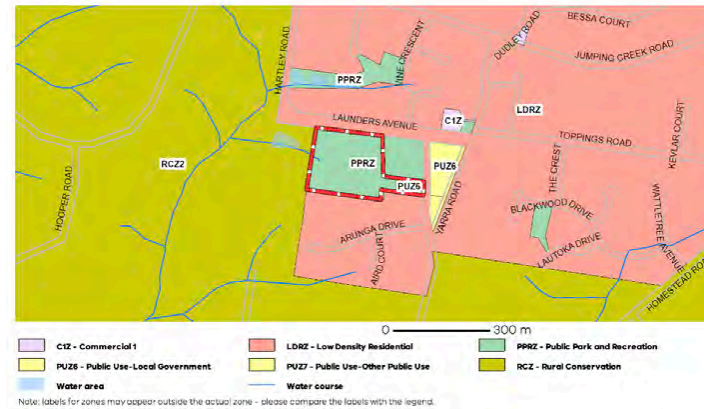 BESSA COURT
DUDLEY ROAD
HARTLEY ROAD
VINE CRESCENT
JUMPING CREEK ROAD
PPRZ
LAUNDERS AVENUE
C1Z
LDRZ
TOPPINGS ROAD
KEVLAR COURT
RCZ2
PPRZ
PUZ6
PUZ6
THE CREST
HOOPER ROAD
YARRA ROAD
BLACKWOOD DRIVE
WATTLETREE AVENUE
ARUNGA DRIVE
AIRD COURT
LAUTOKA DRIVE
HOMESTEAD ROAD
0 300 m
C1Z - Commercial 1
LDRZ - Low Density Residential
PPRZ - Public Park and Recreation
PUZ6 - Public Use-Local Government
PUZ7 - Public Use-Other Public Use
RCZ - Rural Conservation
Water area
Water course
Note: labels for zones may appear outside the actual zone - please compare the labels with the legend.